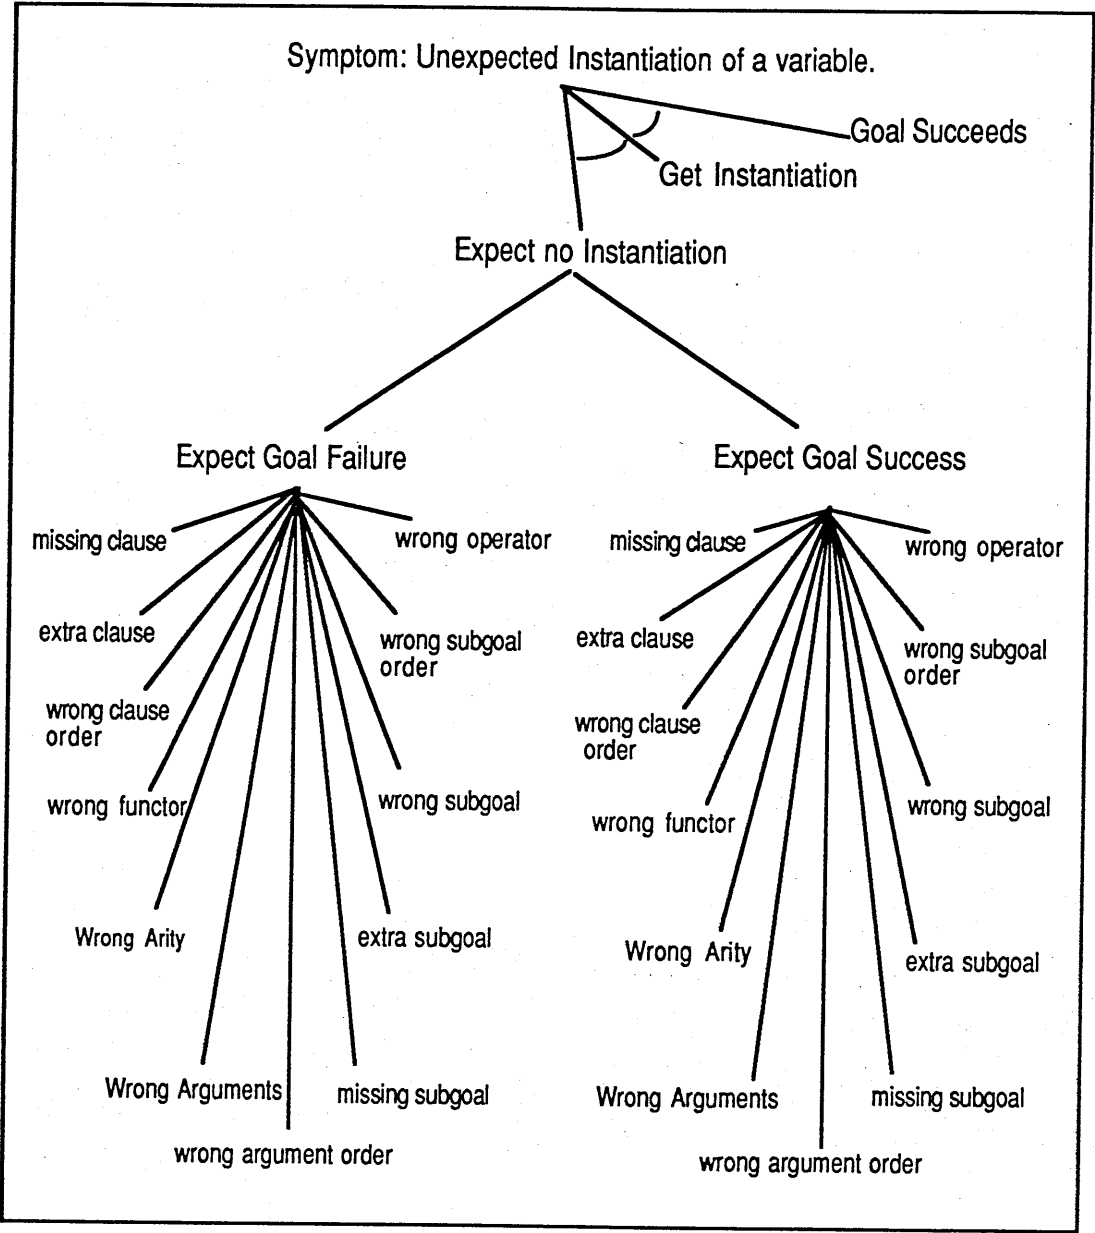 Symptom: Unexpected Instantiation of a variable.
Goal Succeeds
Get Instantiation
Expect no Instantiation
Expect Goal Failure
missing clause
extra clause
wrong clause
order
wrong functor
Wrong Arity
Wrong Arguments
wrong argument order
missing subgoal
extra subgoal
wrong subgoal
wrong subgoal
order
wrong operator
Expect Goal Success
missing clause
extra clause
wrong clause
order
wrong functor
Wrong Arity
Wrong Arguments
wrong argument order
missing subgoal
extra subgoal
wrong subgoal
wrong subgoal
order
wrong operator